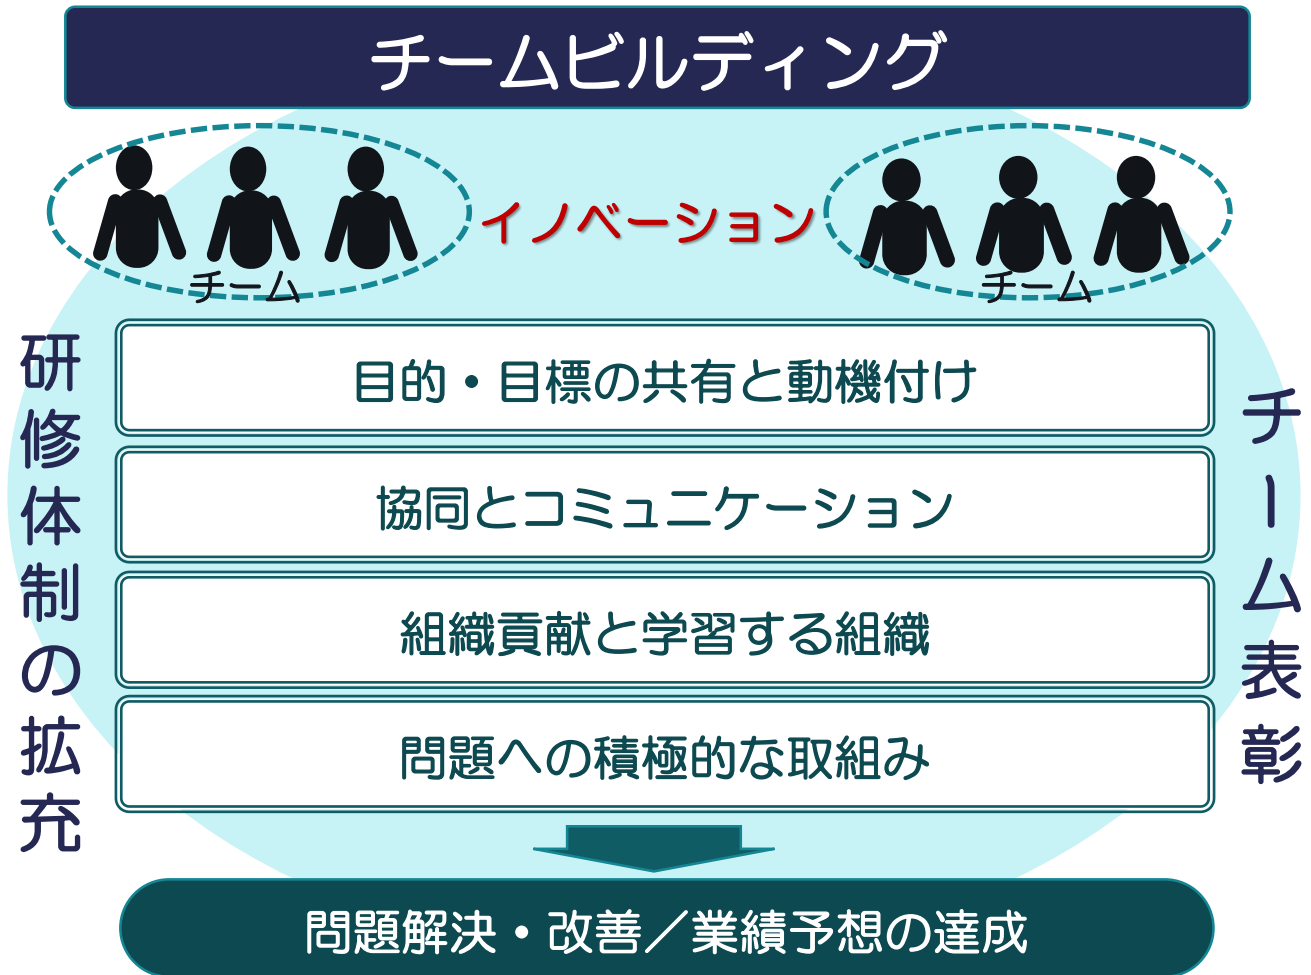 チームビルディング
イノベーション
チーム
チーム
研修体制の拡充
目的・目標の共有と動機付け
協同とコミュニケーション
組織貢献と学習する組織
問題への積極的な取組み
チーム表彰
問題解決・改善／業績予想の達成